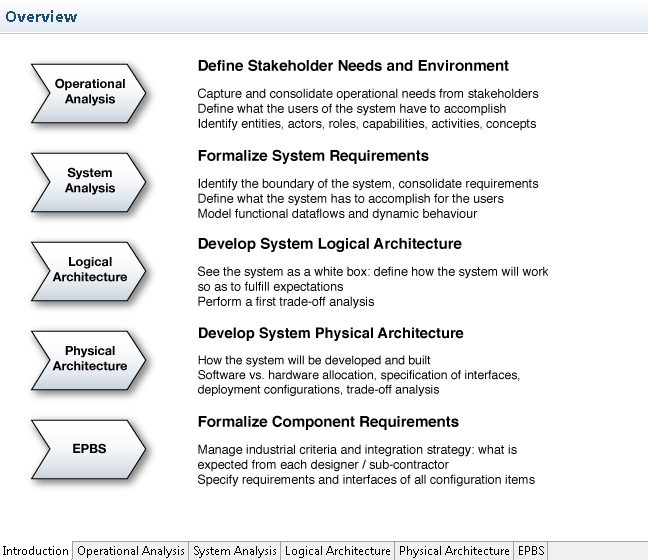 Overview
Operational
Analysis
Define Stakeholder Needs and Environment
Capture and consolidate operational needs from stakeholders
Define what the users of the system have to accomplish
Identify entities, actors, roles, capabilities, activities, concepts
System
Analysis
Formalize System Requirements
Identify the boundary of the system, consolidate requirements
Define what the system has to accomplish for the users
Model functional dataflows and dynamic behaviour
Logical
Architecture
Develop System Logical Architecture
See the system as a white box: define how the system will work
so as to fulfill expectations
Perform a first trade-off analysis
Physical
Architecture
Develop System Physical Architecture
How the system will be developed and built
Software vs. hardware allocation, specification of interfaces,
deployment configurations, trade-off analysis
EPBS
Formalize Component Requirements
Manage industrial criteria and integration strategy: what is
expected from each designer / sub-contractor
Specify requirements and interfaces of all configuration items
Introduction Operational Analysis System Analysis Logical Architecture Physical Architecture EPBS